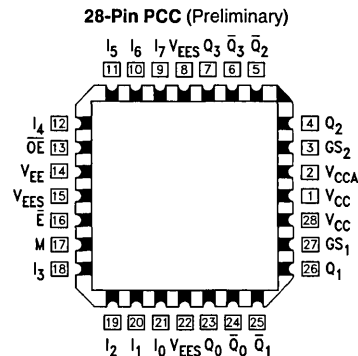 28-Pin PCC (Preliminary)
I5 I6 I7 VEES Q3 Q̅3 Q̅2
11 10 9 8 7 6 5
I4 12
O̅E̅ 13
VEE 14
VEES 15
E̅ 16
M 17
I3 18
4 Q2
3 GS2
2 VCCA
1 VCC
28 VCC
27 GS1
26 Q1
19 20 21 22 23 24 25
I2 I1 I0 VEES Q0 Q̅0 Q̅1